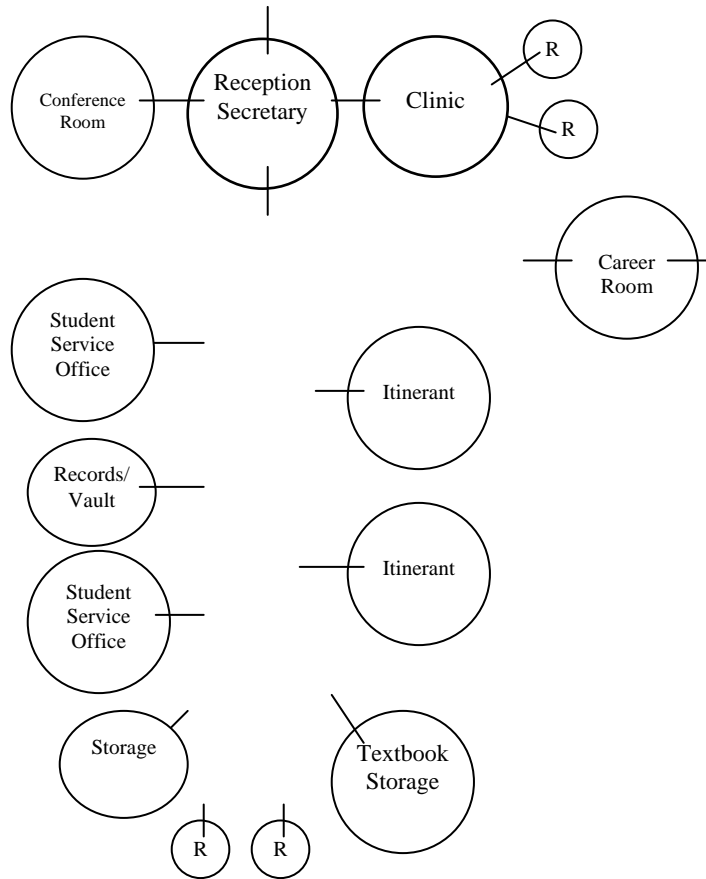 Conference
Room
Reception
Secretary
Clinic
R
R
Career
Room
Student
Service
Office
Itinerant
Records/
Vault
Itinerant
Student
Service
Office
Storage
Textbook
Storage
R
R